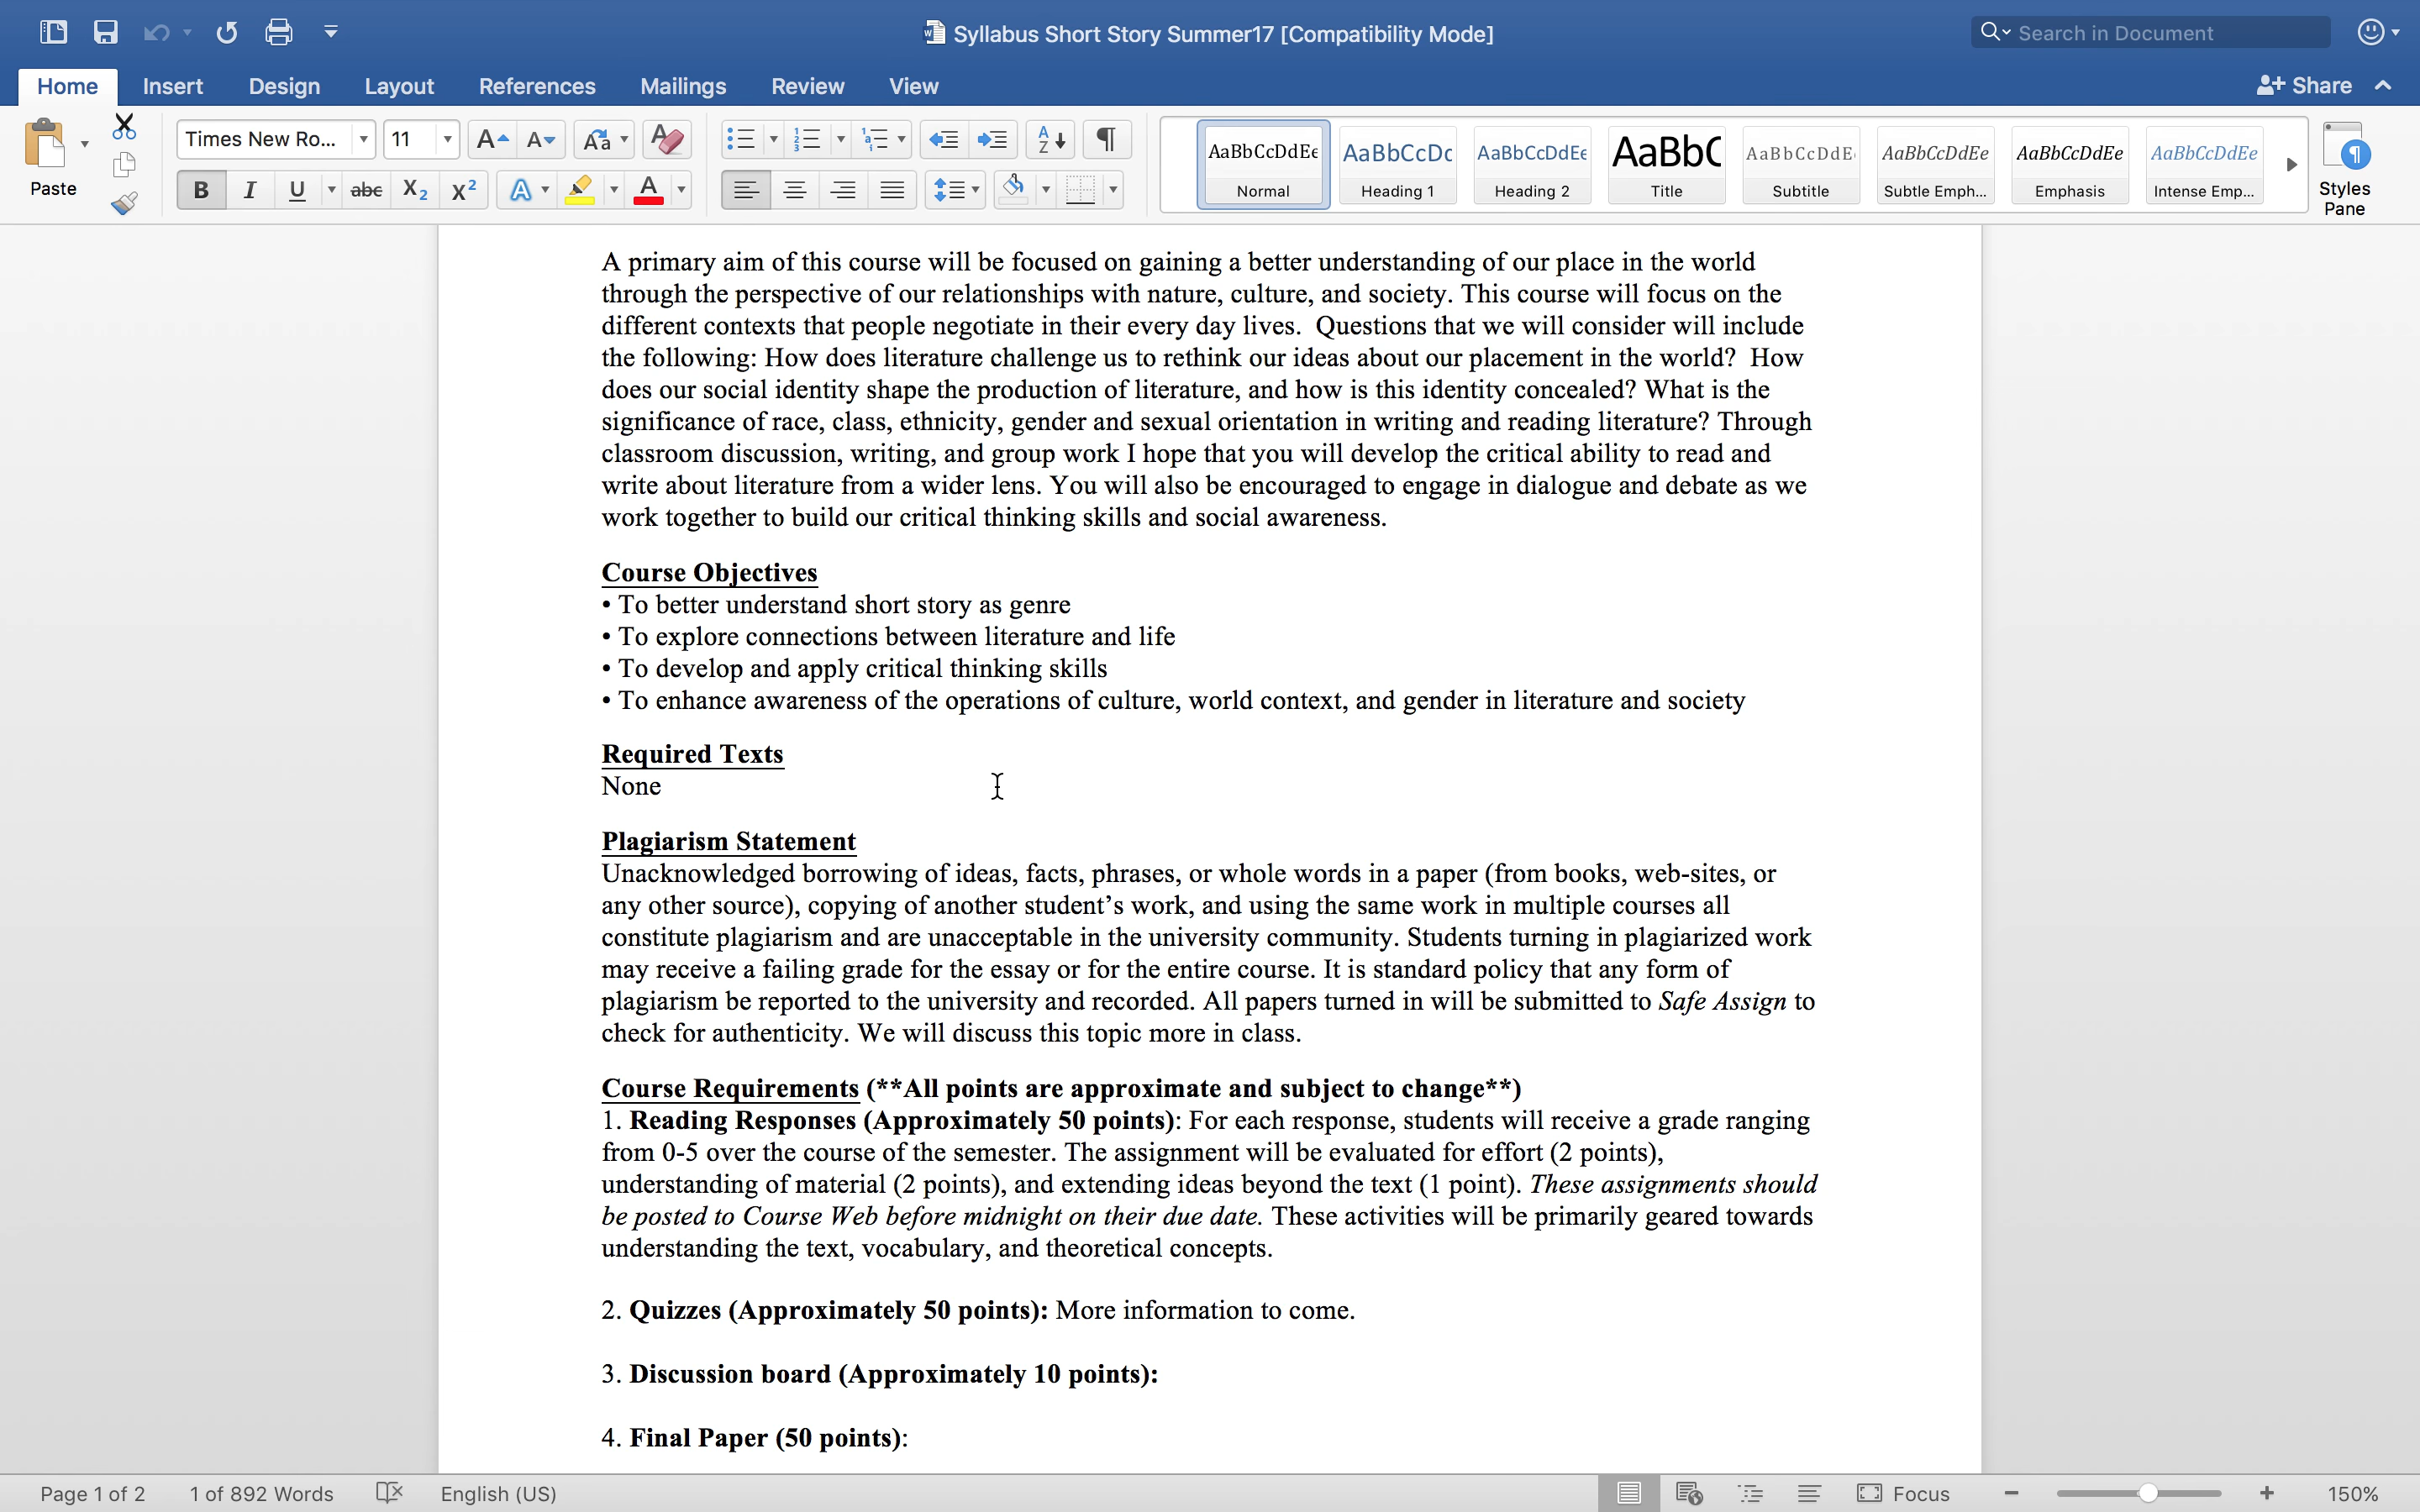 Syllabus Short Story Summer17 [Compatibility Mode]
Search in Document
Home Insert Design Layout References Mailings Review View Share
Paste
Times New Ro... 11
AaBbCcDdEe AaBbCcDc AaBbCcDdEe AaBbC AaBbCcDdE AaBbCcDdEe AaBbCcDdEe AaBbCcDdEe
Normal Heading 1 Heading 2 Title Subtitle Subtle Emph... Emphasis Intense Emp...
Styles
Pane
A primary aim of this course will be focused on gaining a better understanding of our place in the world
through the perspective of our relationships with nature, culture, and society. This course will focus on the
different contexts that people negotiate in their every day lives.  Questions that we will consider will include
the following: How does literature challenge us to rethink our ideas about our placement in the world?  How
does our social identity shape the production of literature, and how is this identity concealed? What is the
significance of race, class, ethnicity, gender and sexual orientation in writing and reading literature? Through
classroom discussion, writing, and group work I hope that you will develop the critical ability to read and
write about literature from a wider lens. You will also be encouraged to engage in dialogue and debate as we
work together to build our critical thinking skills and social awareness.
Course Objectives
• To better understand short story as genre
• To explore connections between literature and life
• To develop and apply critical thinking skills
• To enhance awareness of the operations of culture, world context, and gender in literature and society
Required Texts
None
Plagiarism Statement
Unacknowledged borrowing of ideas, facts, phrases, or whole words in a paper (from books, web-sites, or
any other source), copying of another student’s work, and using the same work in multiple courses all
constitute plagiarism and are unacceptable in the university community. Students turning in plagiarized work
may receive a failing grade for the essay or for the entire course. It is standard policy that any form of
plagiarism be reported to the university and recorded. All papers turned in will be submitted to Safe Assign to
check for authenticity. We will discuss this topic more in class.
Course Requirements (**All points are approximate and subject to change**)
1. Reading Responses (Approximately 50 points): For each response, students will receive a grade ranging
from 0-5 over the course of the semester. The assignment will be evaluated for effort (2 points),
understanding of material (2 points), and extending ideas beyond the text (1 point). These assignments should
be posted to Course Web before midnight on their due date. These activities will be primarily geared towards
understanding the text, vocabulary, and theoretical concepts.
2. Quizzes (Approximately 50 points): More information to come.
3. Discussion board (Approximately 10 points):
4. Final Paper (50 points):
Page 1 of 2 1 of 892 Words English (US) Focus 150%